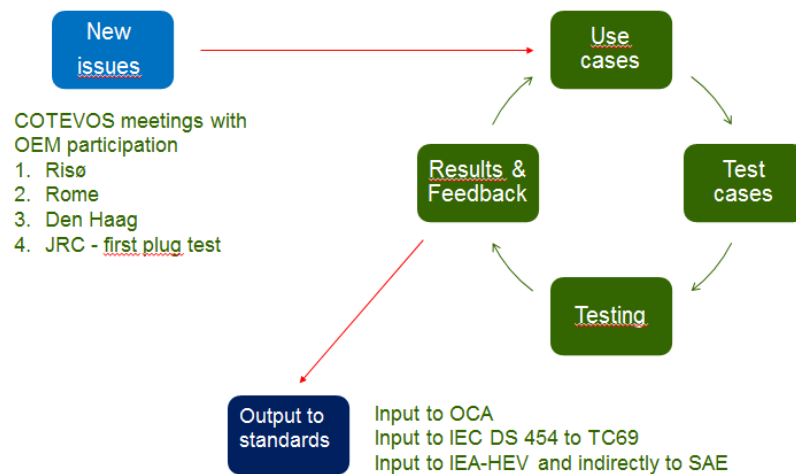 New
issues
Use
cases
COTEVOS meetings with
OEM participation
1. Risø
2. Rome
3. Den Haag
4. JRC - first plug test
Results &
Feedback
Test
cases
Testing
Output to
standards
Input to OCA
Input to IEC DS 454 to TC69
Input to IEA-HEV and indirectly to SAE